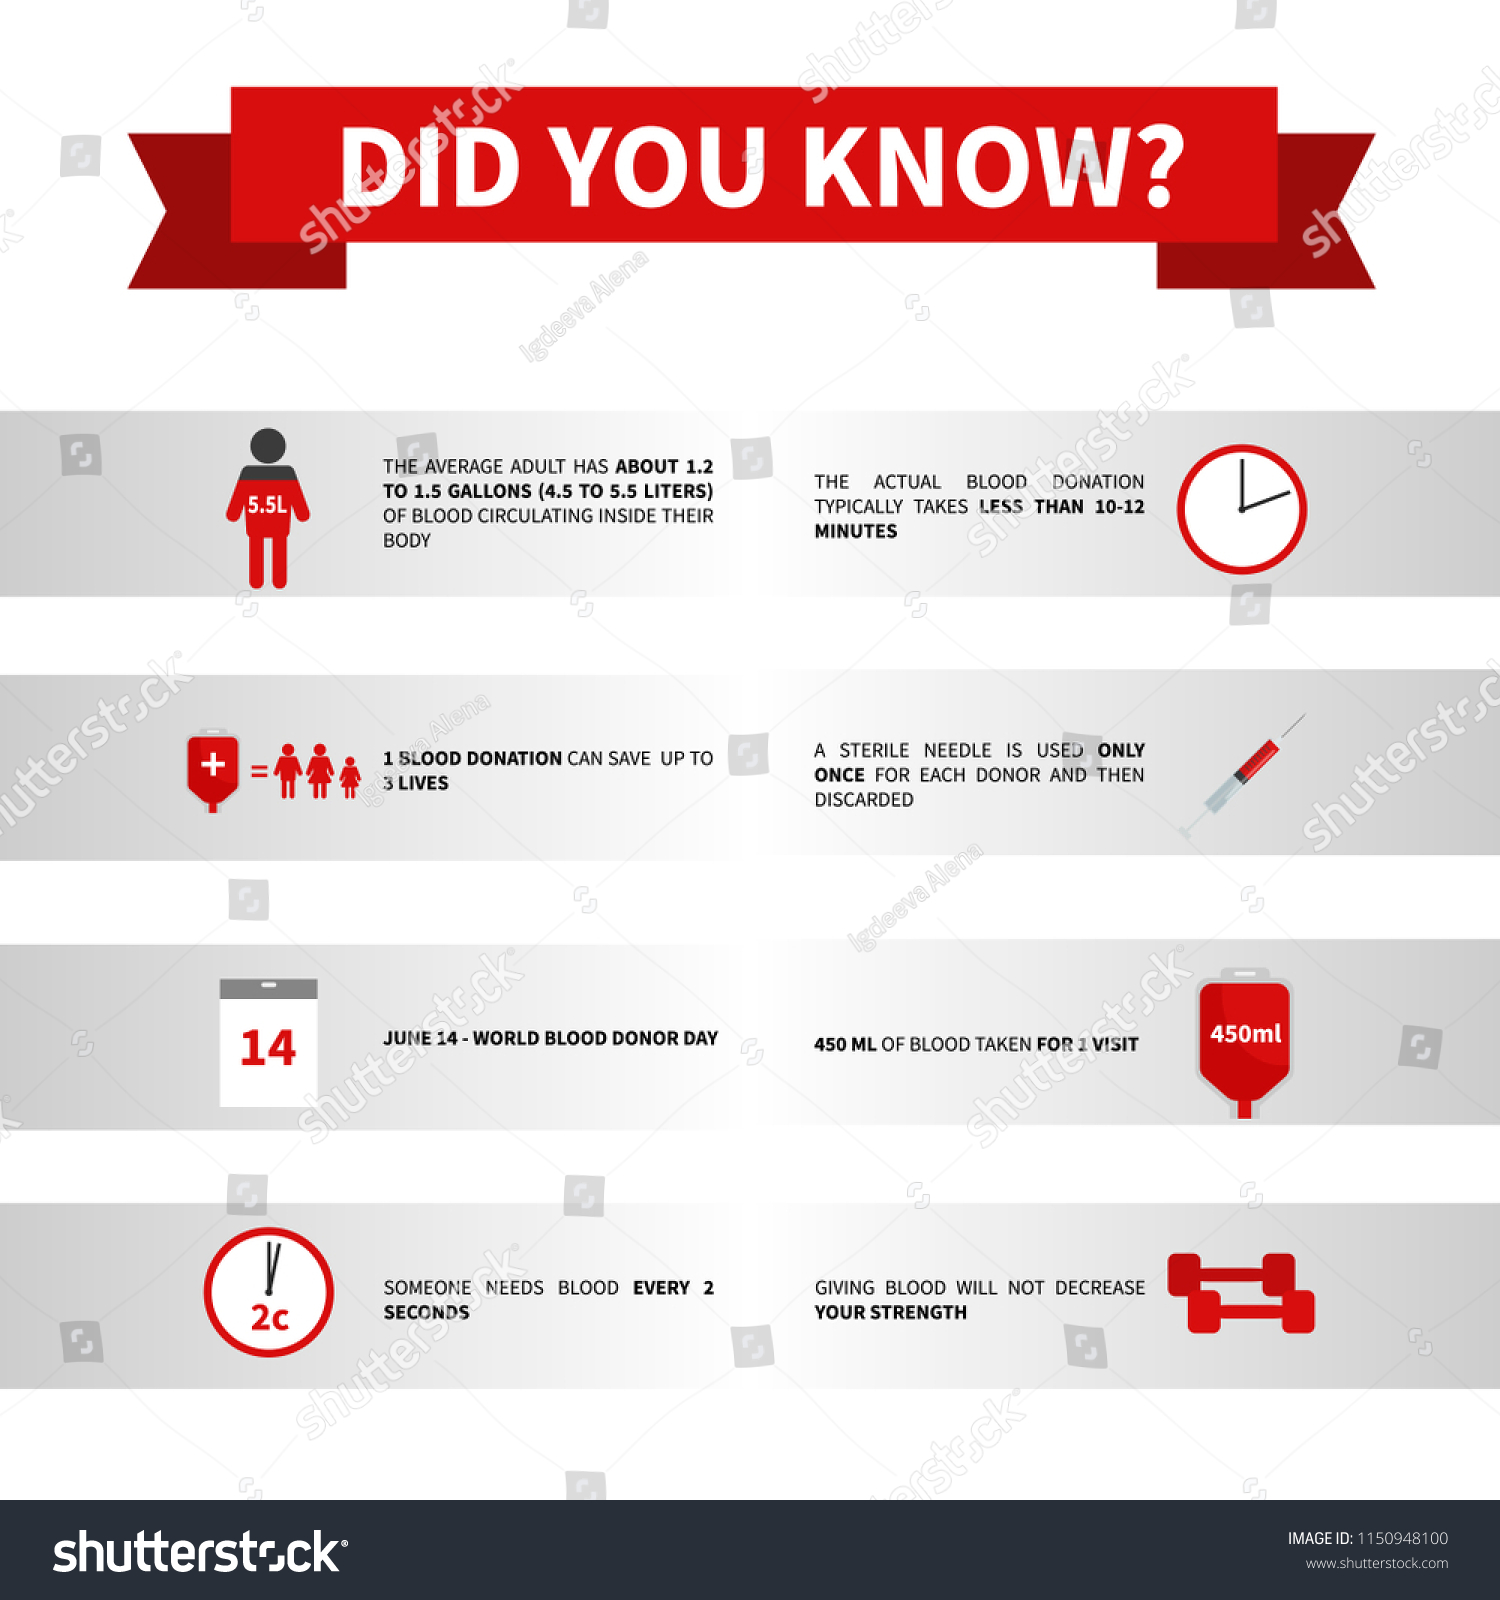 DID YOU KNOW?
5.5L
THE AVERAGE ADULT HAS ABOUT 1.2
TO 1.5 GALLONS (4.5 TO 5.5 LITERS)
OF BLOOD CIRCULATING INSIDE THEIR
BODY
THE ACTUAL BLOOD DONATION
TYPICALLY TAKES LESS THAN 10-12
MINUTES
+
=
1 BLOOD DONATION CAN SAVE UP TO
3 LIVES
A STERILE NEEDLE IS USED ONLY
ONCE FOR EACH DONOR AND THEN
DISCARDED
14
JUNE 14 - WORLD BLOOD DONOR DAY
450 ML OF BLOOD TAKEN FOR 1 VISIT
450ml
2c
SOMEONE NEEDS BLOOD EVERY 2
SECONDS
GIVING BLOOD WILL NOT DECREASE
YOUR STRENGTH
shutterstock
Igdeeva Alena
shutterstock
IMAGE ID: 1150948100
www.shutterstock.com